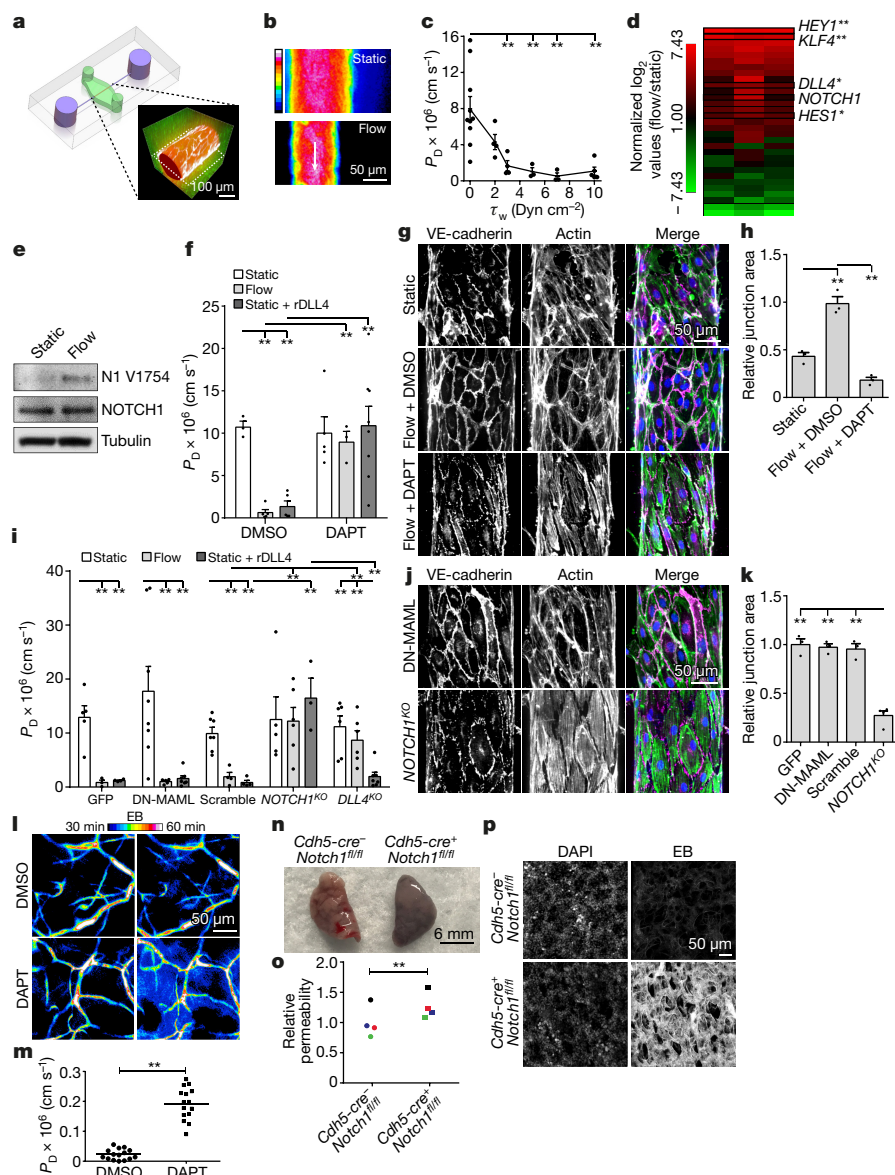 a
100 µm
b
Static
Flow
50 µm
c
P_D × 10^6 (cm s^−1)
16
12
8
4
0
** ** ** **
0 2 4 6 8 10
τ_w (Dyn cm^−2)
d
Normalized log_2
values (flow/static)
7.43
1.00
−7.43
HEY1**
KLF4**
DLL4*
NOTCH1
HES1*
e
Static
Flow
N1 V1754
NOTCH1
Tubulin
f
Static
Flow
Static + rDLL4
P_D × 10^6 (cm s^−1)
25
20
15
10
5
0
** ** ** **
DMSO DAPT
g
VE-cadherin Actin Merge
Static
Flow + DMSO
Flow + DAPT
50 µm
h
Relative junction area
1.5
1.0
0.5
0
** **
Static
Flow + DMSO
Flow + DAPT
i
Static Flow Static + rDLL4
P_D × 10^6 (cm s^−1)
40
30
20
10
0
**
**
**
** ** ** ** ** ** ** ** **
GFP DN-MAML Scramble NOTCH1^KO DLL4^KO
j
VE-cadherin Actin Merge
DN-MAML
NOTCH1^KO
50 µm
k
Relative junction area
1.5
1.0
0.5
0
** ** **
GFP
DN-MAML
Scramble
NOTCH1^KO
l
EB
30 min 60 min
DMSO
DAPT
50 µm
m
P_D × 10^6 (cm s^−1)
0.3
0.2
0.1
0
**
DMSO DAPT
n
Cdh5-cre^−
Notch1^fl/fl
Cdh5-cre^+
Notch1^fl/fl
6 mm
o
Relative
permeability
2.0
1.5
1.0
0.5
0
**
Cdh5-cre^−
Notch1^fl/fl
Cdh5-cre^+
Notch1^fl/fl
p
DAPI EB
Cdh5-cre^−
Notch1^fl/fl
Cdh5-cre^+
Notch1^fl/fl
50 µm